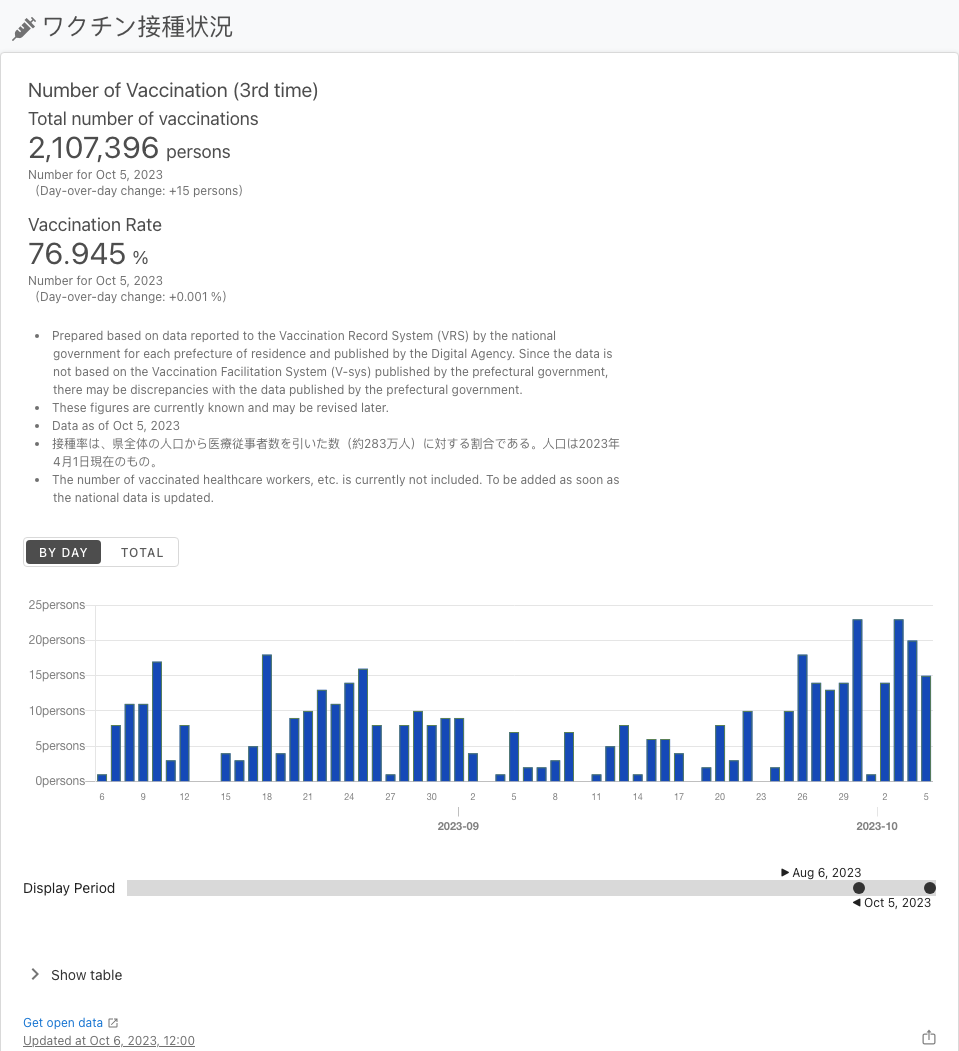 ワクチン接種状況
Number of Vaccination (3rd time)
Total number of vaccinations
2,107,396 persons
Number for Oct 5, 2023
(Day-over-day change: +15 persons)
Vaccination Rate
76.945 %
Number for Oct 5, 2023
(Day-over-day change: +0.001 %)
• Prepared based on data reported to the Vaccination Record System (VRS) by the national
government for each prefecture of residence and published by the Digital Agency. Since the data is
not based on the Vaccination Facilitation System (V-sys) published by the prefectural government,
there may be discrepancies with the data published by the prefectural government.
• These figures are currently known and may be revised later.
• Data as of Oct 5, 2023
• 接種率は、県全体の人口から医療従事者数を引いた数（約283万人）に対する割合である。人口は2023年
4月1日現在のもの。
• The number of vaccinated healthcare workers, etc. is currently not included. To be added as soon as
the national data is updated.
BY DAY TOTAL
25persons
20persons
15persons
10persons
5persons
0persons
6 9 12 15 18 21 24 27 30 2 5 8 11 14 17 20 23 26 29 2 5
2023-09 2023-10
▶ Aug 6, 2023
Display Period
◀ Oct 5, 2023
Show table
Get open data
Updated at Oct 6, 2023, 12:00